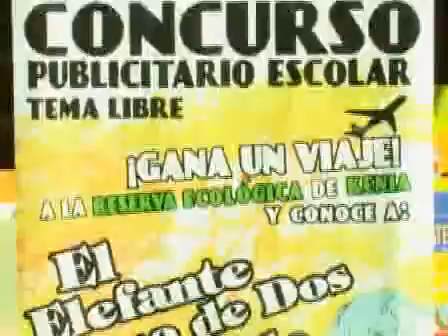 CONCURSO
PUBLICITARIO ESCOLAR
TEMA LIBRE
¡GANA UN VIAJE!
A LA RESERVA ECOLÓGICA DE KENIA
Y CONOCE A:
El
Elefante
de Dos